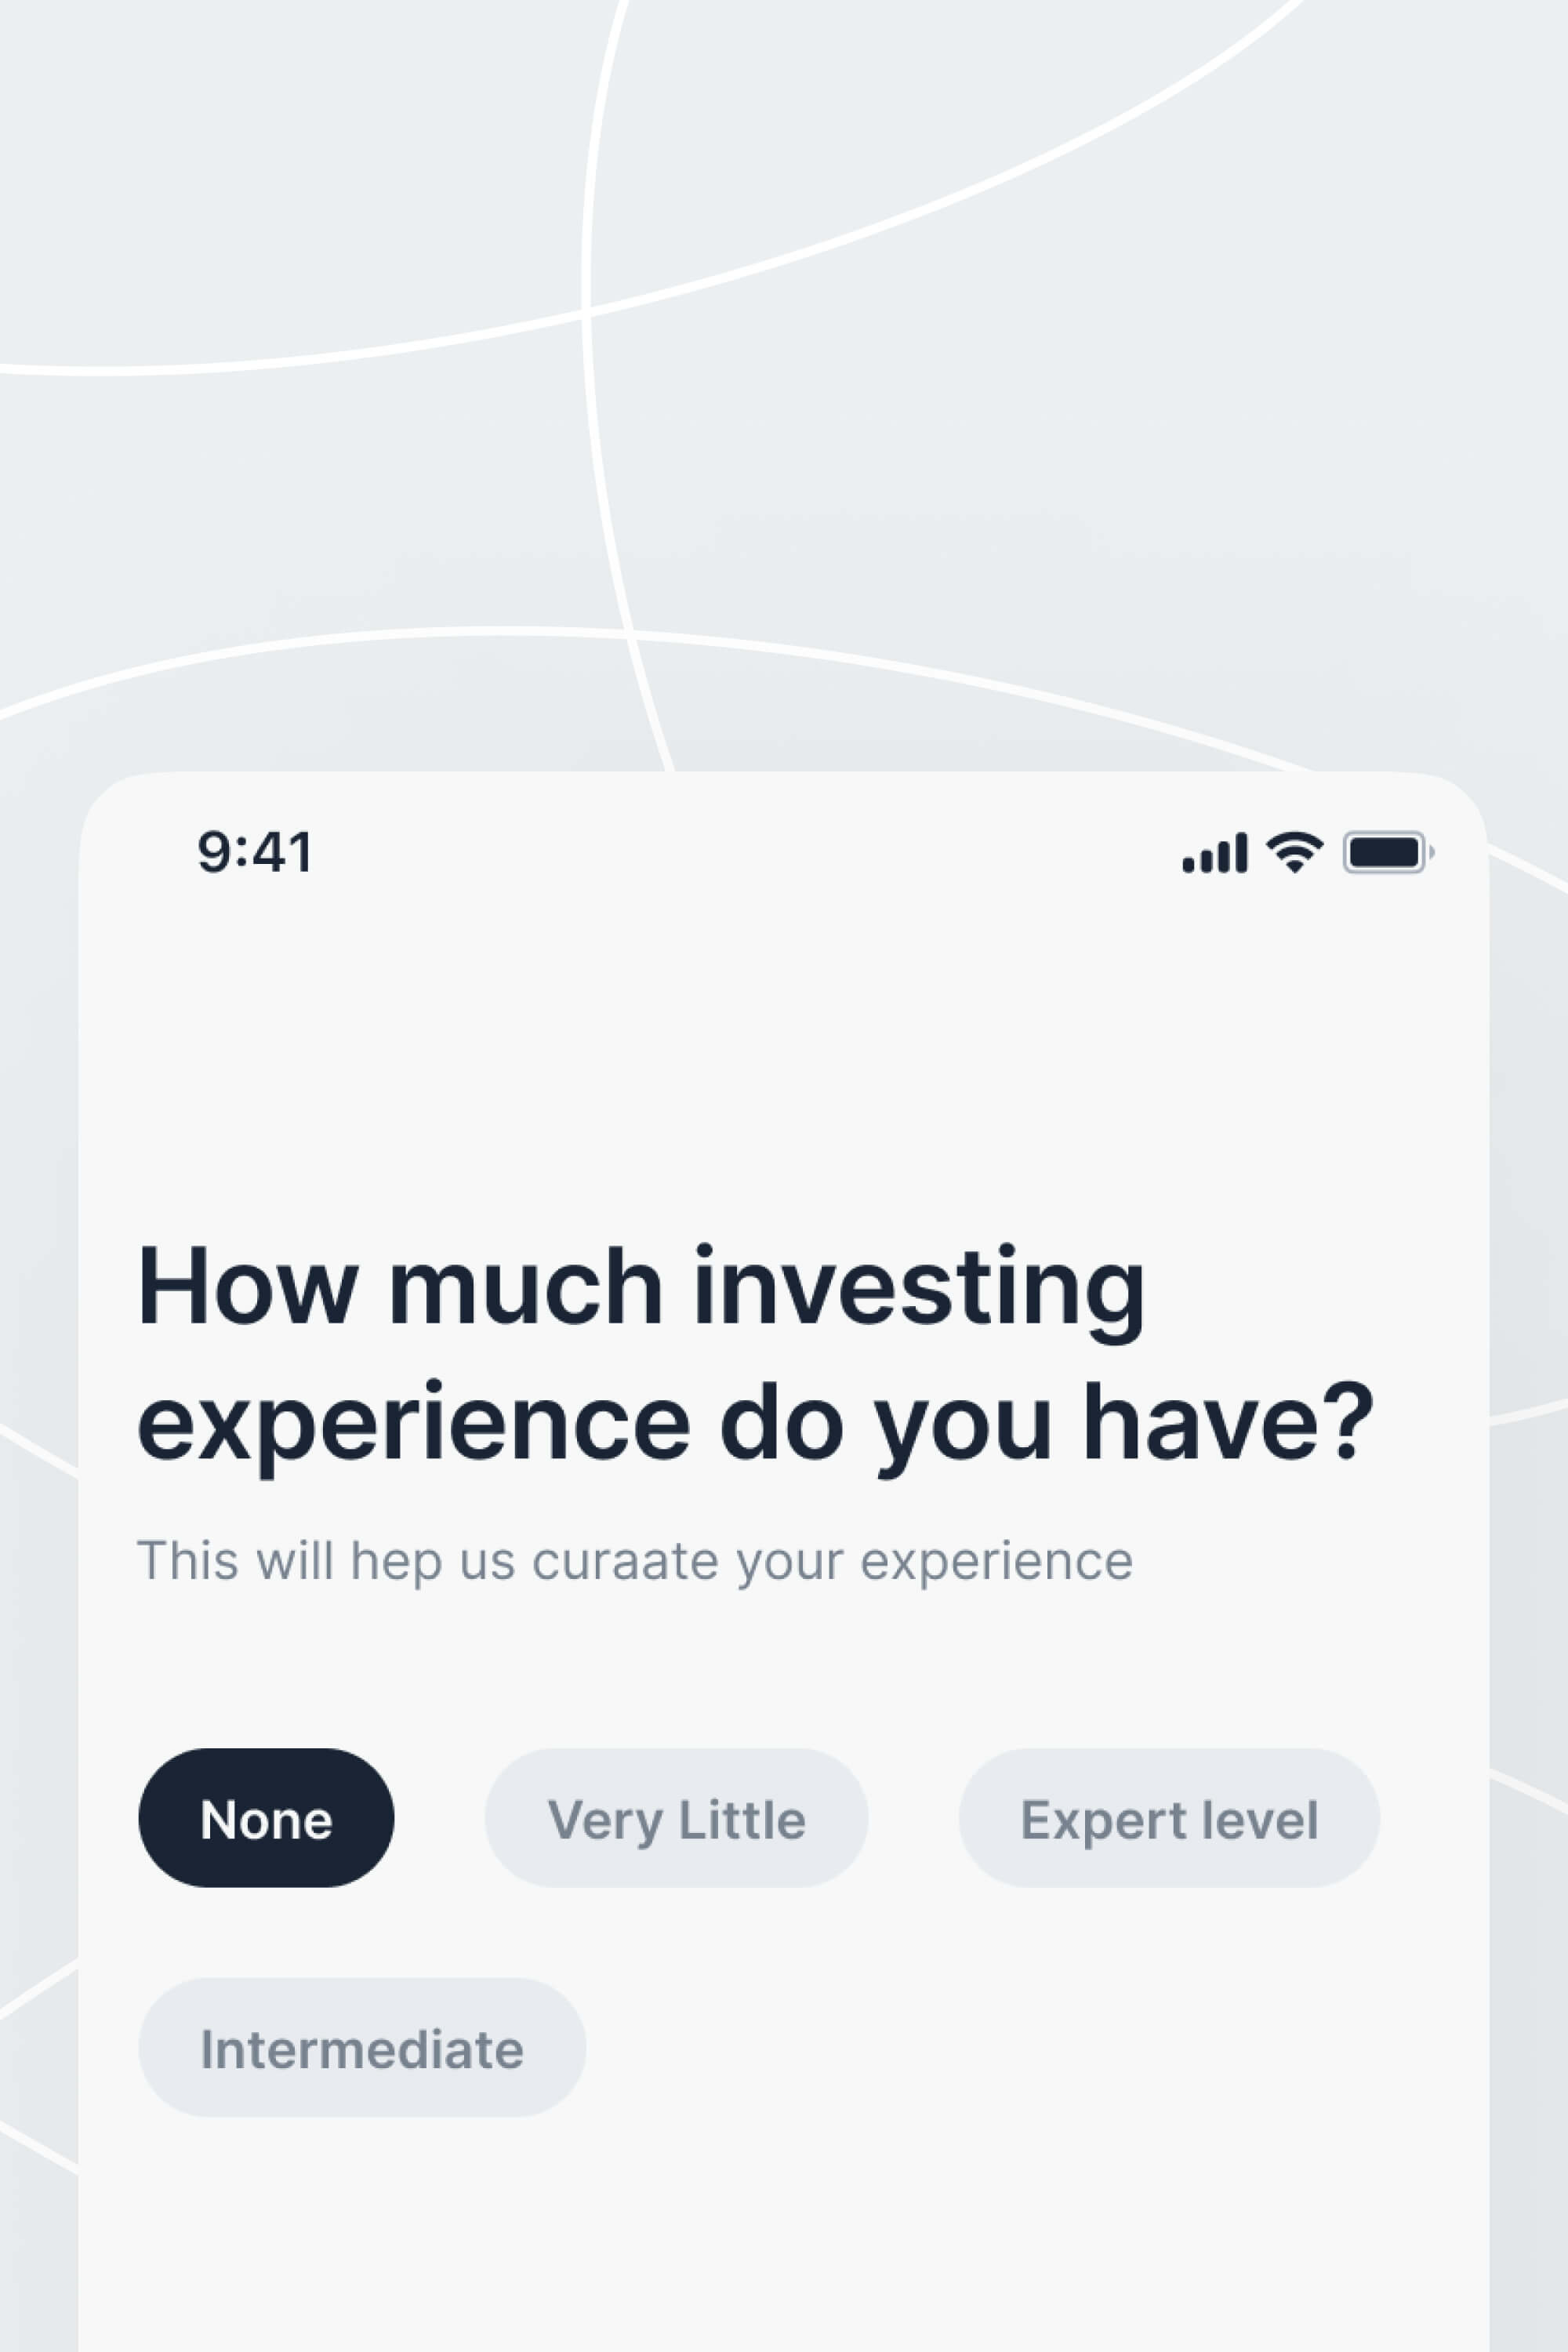 9:41
How much investing
experience do you have?
This will hep us curaate your experience
None Very Little Expert level
Intermediate